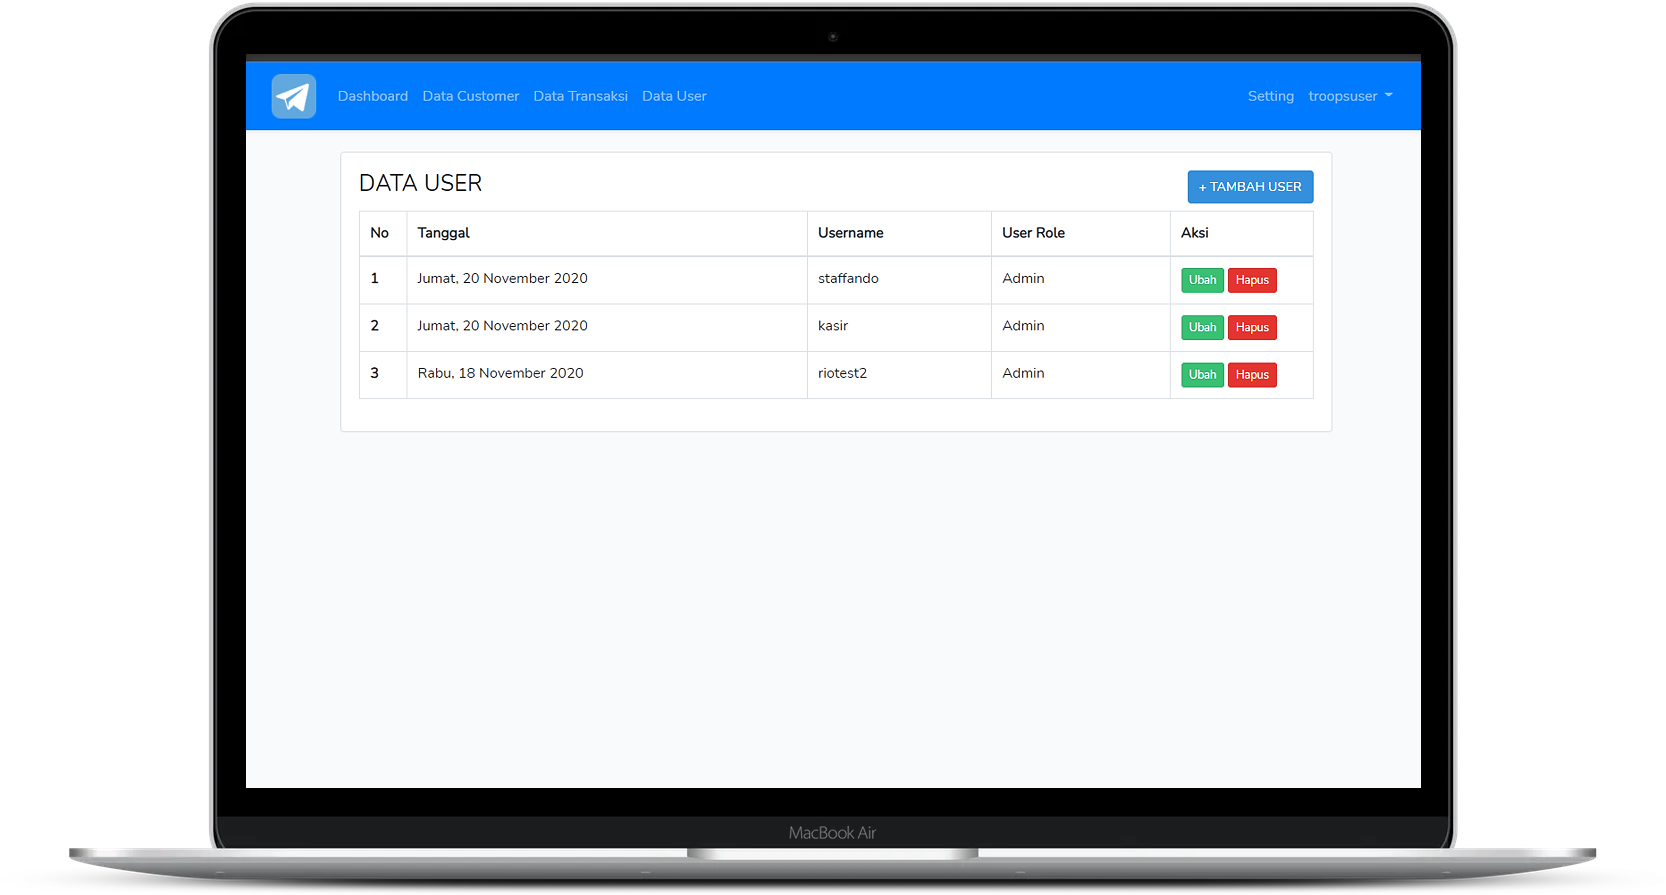 Dashboard Data Customer Data Transaksi Data User Setting troopsuser
DATA USER
+ TAMBAH USER
No Tanggal Username User Role Aksi
1 Jumat, 20 November 2020 staffando Admin Ubah Hapus
2 Jumat, 20 November 2020 kasir Admin Ubah Hapus
3 Rabu, 18 November 2020 riotest2 Admin Ubah Hapus
MacBook Air